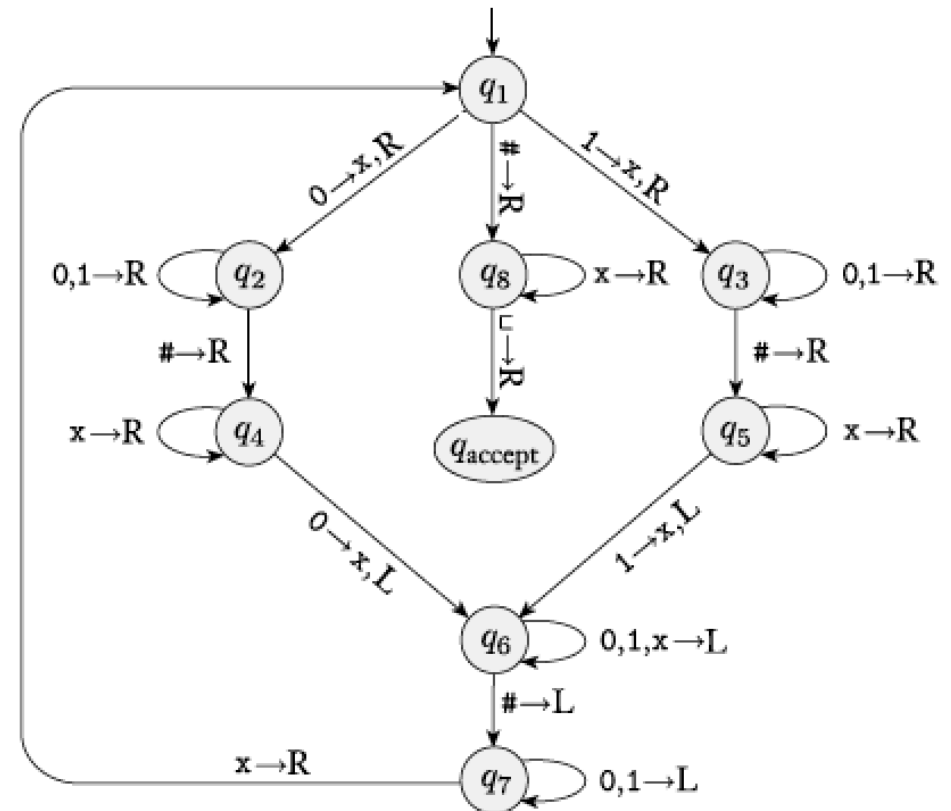 q1
0→x,R
#→R
1→x,R
0,1→R
q2
q8
x→R
q3
0,1→R
#→R
⊔→R
#→R
x→R
q4
qaccept
q5
x→R
0→x,L
1→x,L
q6
0,1,x→L
#→L
x→R
q7
0,1→L